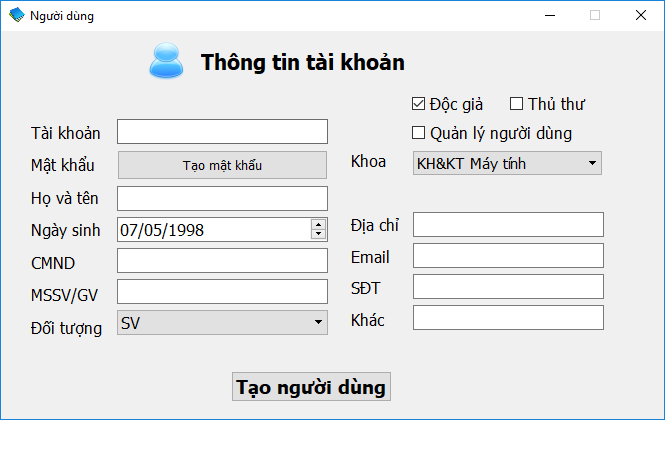 Người dùng
Thông tin tài khoản
Độc giả Thủ thư
Tài khoản Quản lý người dùng
Mật khẩu Tạo mật khẩu Khoa KH&KT Máy tính
Họ và tên
Ngày sinh 07/05/1998 Địa chỉ
CMND Email
MSSV/GV SĐT
Đối tượng SV Khác
Tạo người dùng